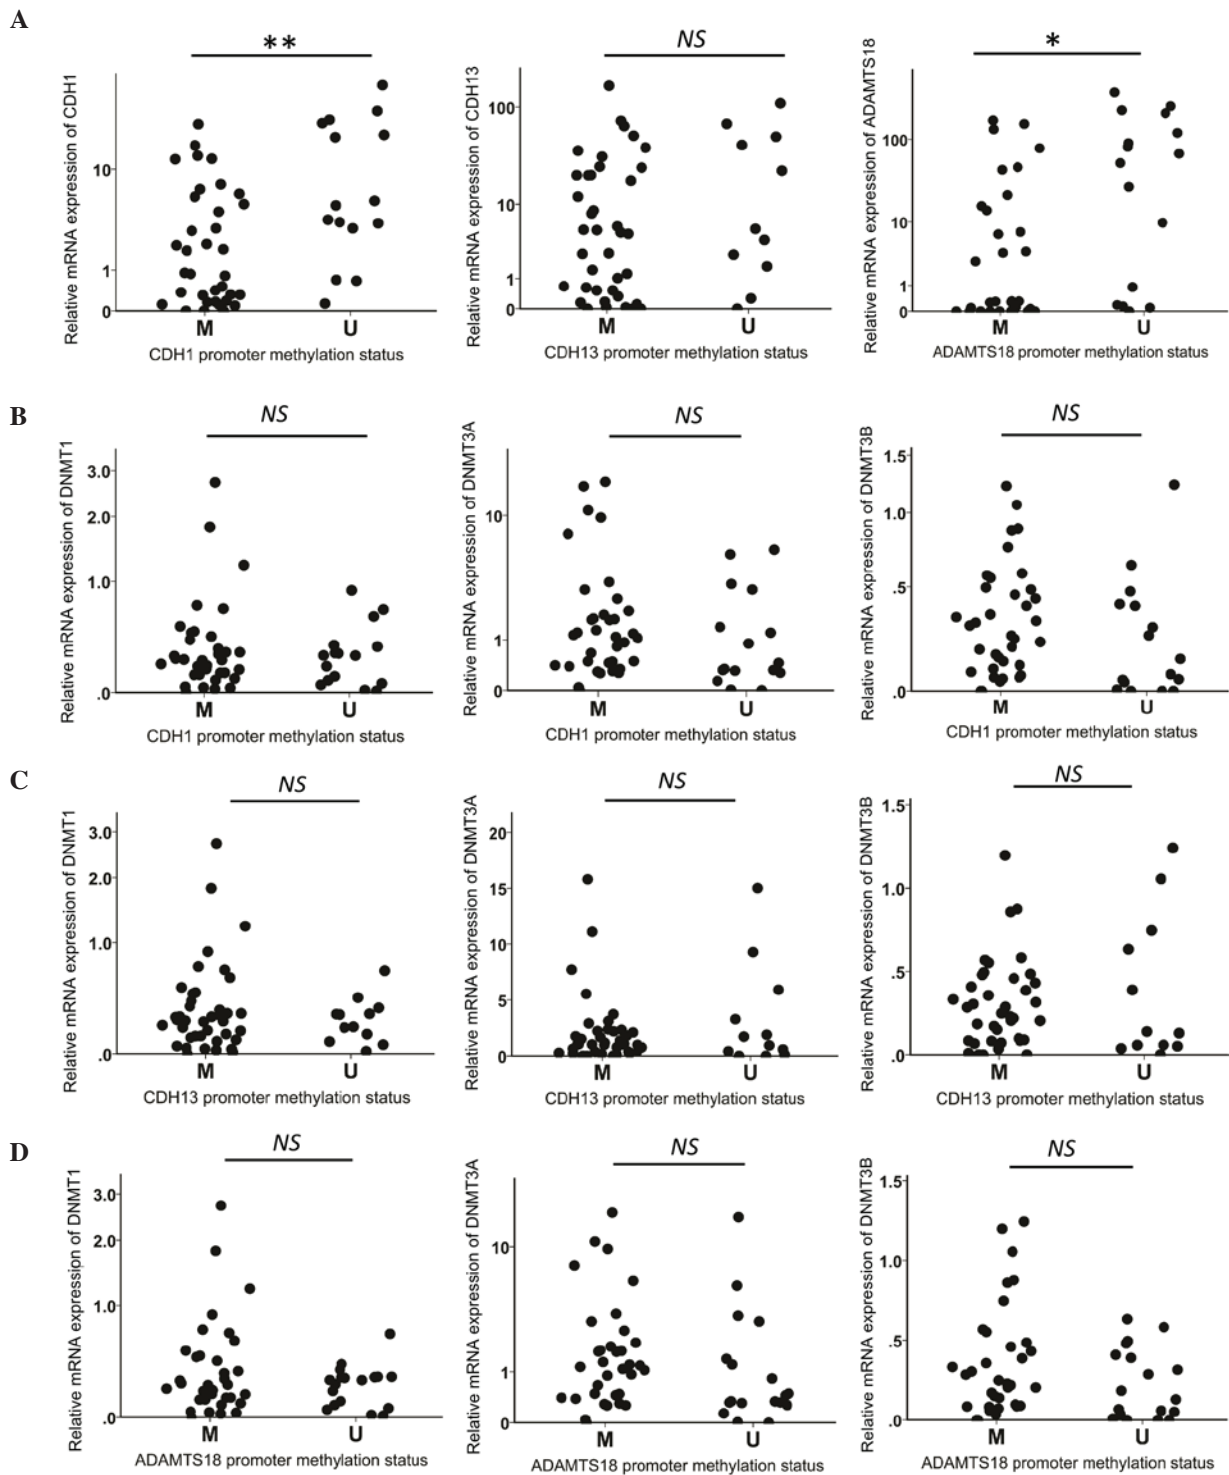 A
**
Relative mRNA expression of CDH1
10
1
0
M
U
CDH1 promoter methylation status
NS
Relative mRNA expression of CDH13
100
10
1
0
M
U
CDH13 promoter methylation status
*
Relative mRNA expression of ADAMTS18
100
10
1
0
M
U
ADAMTS18 promoter methylation status
B
NS
Relative mRNA expression of DNMT1
3.0
2.0
1.0
.0
M
U
CDH1 promoter methylation status
NS
Relative mRNA expression of DNMT3A
10
1
0
M
U
CDH1 promoter methylation status
NS
Relative mRNA expression of DNMT3B
1.5
1.0
.5
.0
M
U
CDH1 promoter methylation status
C
NS
Relative mRNA expression of DNMT1
3.0
2.0
1.0
.0
M
U
CDH13 promoter methylation status
NS
Relative mRNA expression of DNMT3A
20
15
10
5
0
M
U
CDH13 promoter methylation status
NS
Relative mRNA expression of DNMT3B
1.5
1.0
.5
.0
M
U
CDH13 promoter methylation status
D
NS
Relative mRNA expression of DNMT1
3.0
2.0
1.0
.0
M
U
ADAMTS18 promoter methylation status
NS
Relative mRNA expression of DNMT3A
10
1
0
M
U
ADAMTS18 promoter methylation status
NS
Relative mRNA expression of DNMT3B
1.5
1.0
.5
.0
M
U
ADAMTS18 promoter methylation status